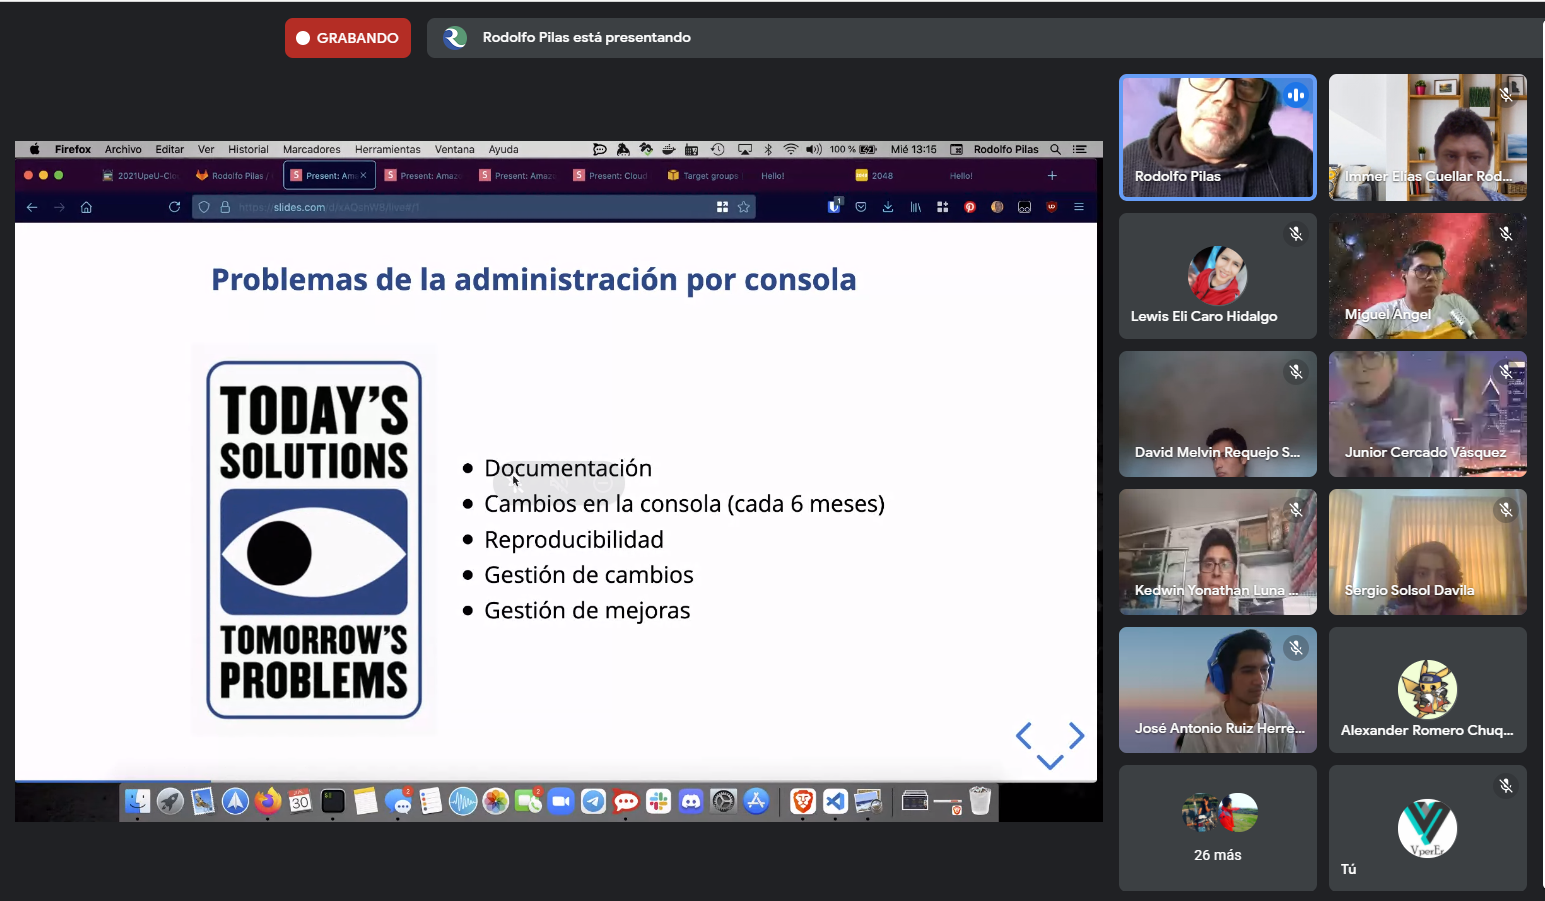 GRABANDO
Rodolfo Pilas está presentando
Firefox Archivo Editar Ver Historial Marcadores Herramientas Ventana Ayuda 100 % Mié 13:15 Rodolfo Pilas
2021UpeU-Clo Rodolfo Pilas / Present: Ama Present: Amaz Present: Amaz Present: Cloud Target groups Hello! 2048 Hello!
slides.com
Problemas de la administración por consola
TODAY'S
SOLUTIONS
TOMORROW'S
PROBLEMS
Documentación
Cambios en la consola (cada 6 meses)
Reproducibilidad
Gestión de cambios
Gestión de mejoras
30
Rodolfo Pilas
Immer Elias Cuellar Rod...
Lewis Eli Caro Hidalgo
Miguel Angel
David Melvin Requejo S...
Junior Cercado Vásquez
Kedwin Yonathan Luna ...
Sergio Solsol Davila
José Antonio Ruiz Herre...
Alexander Romero Chuq...
26 más
VperEr
Tú